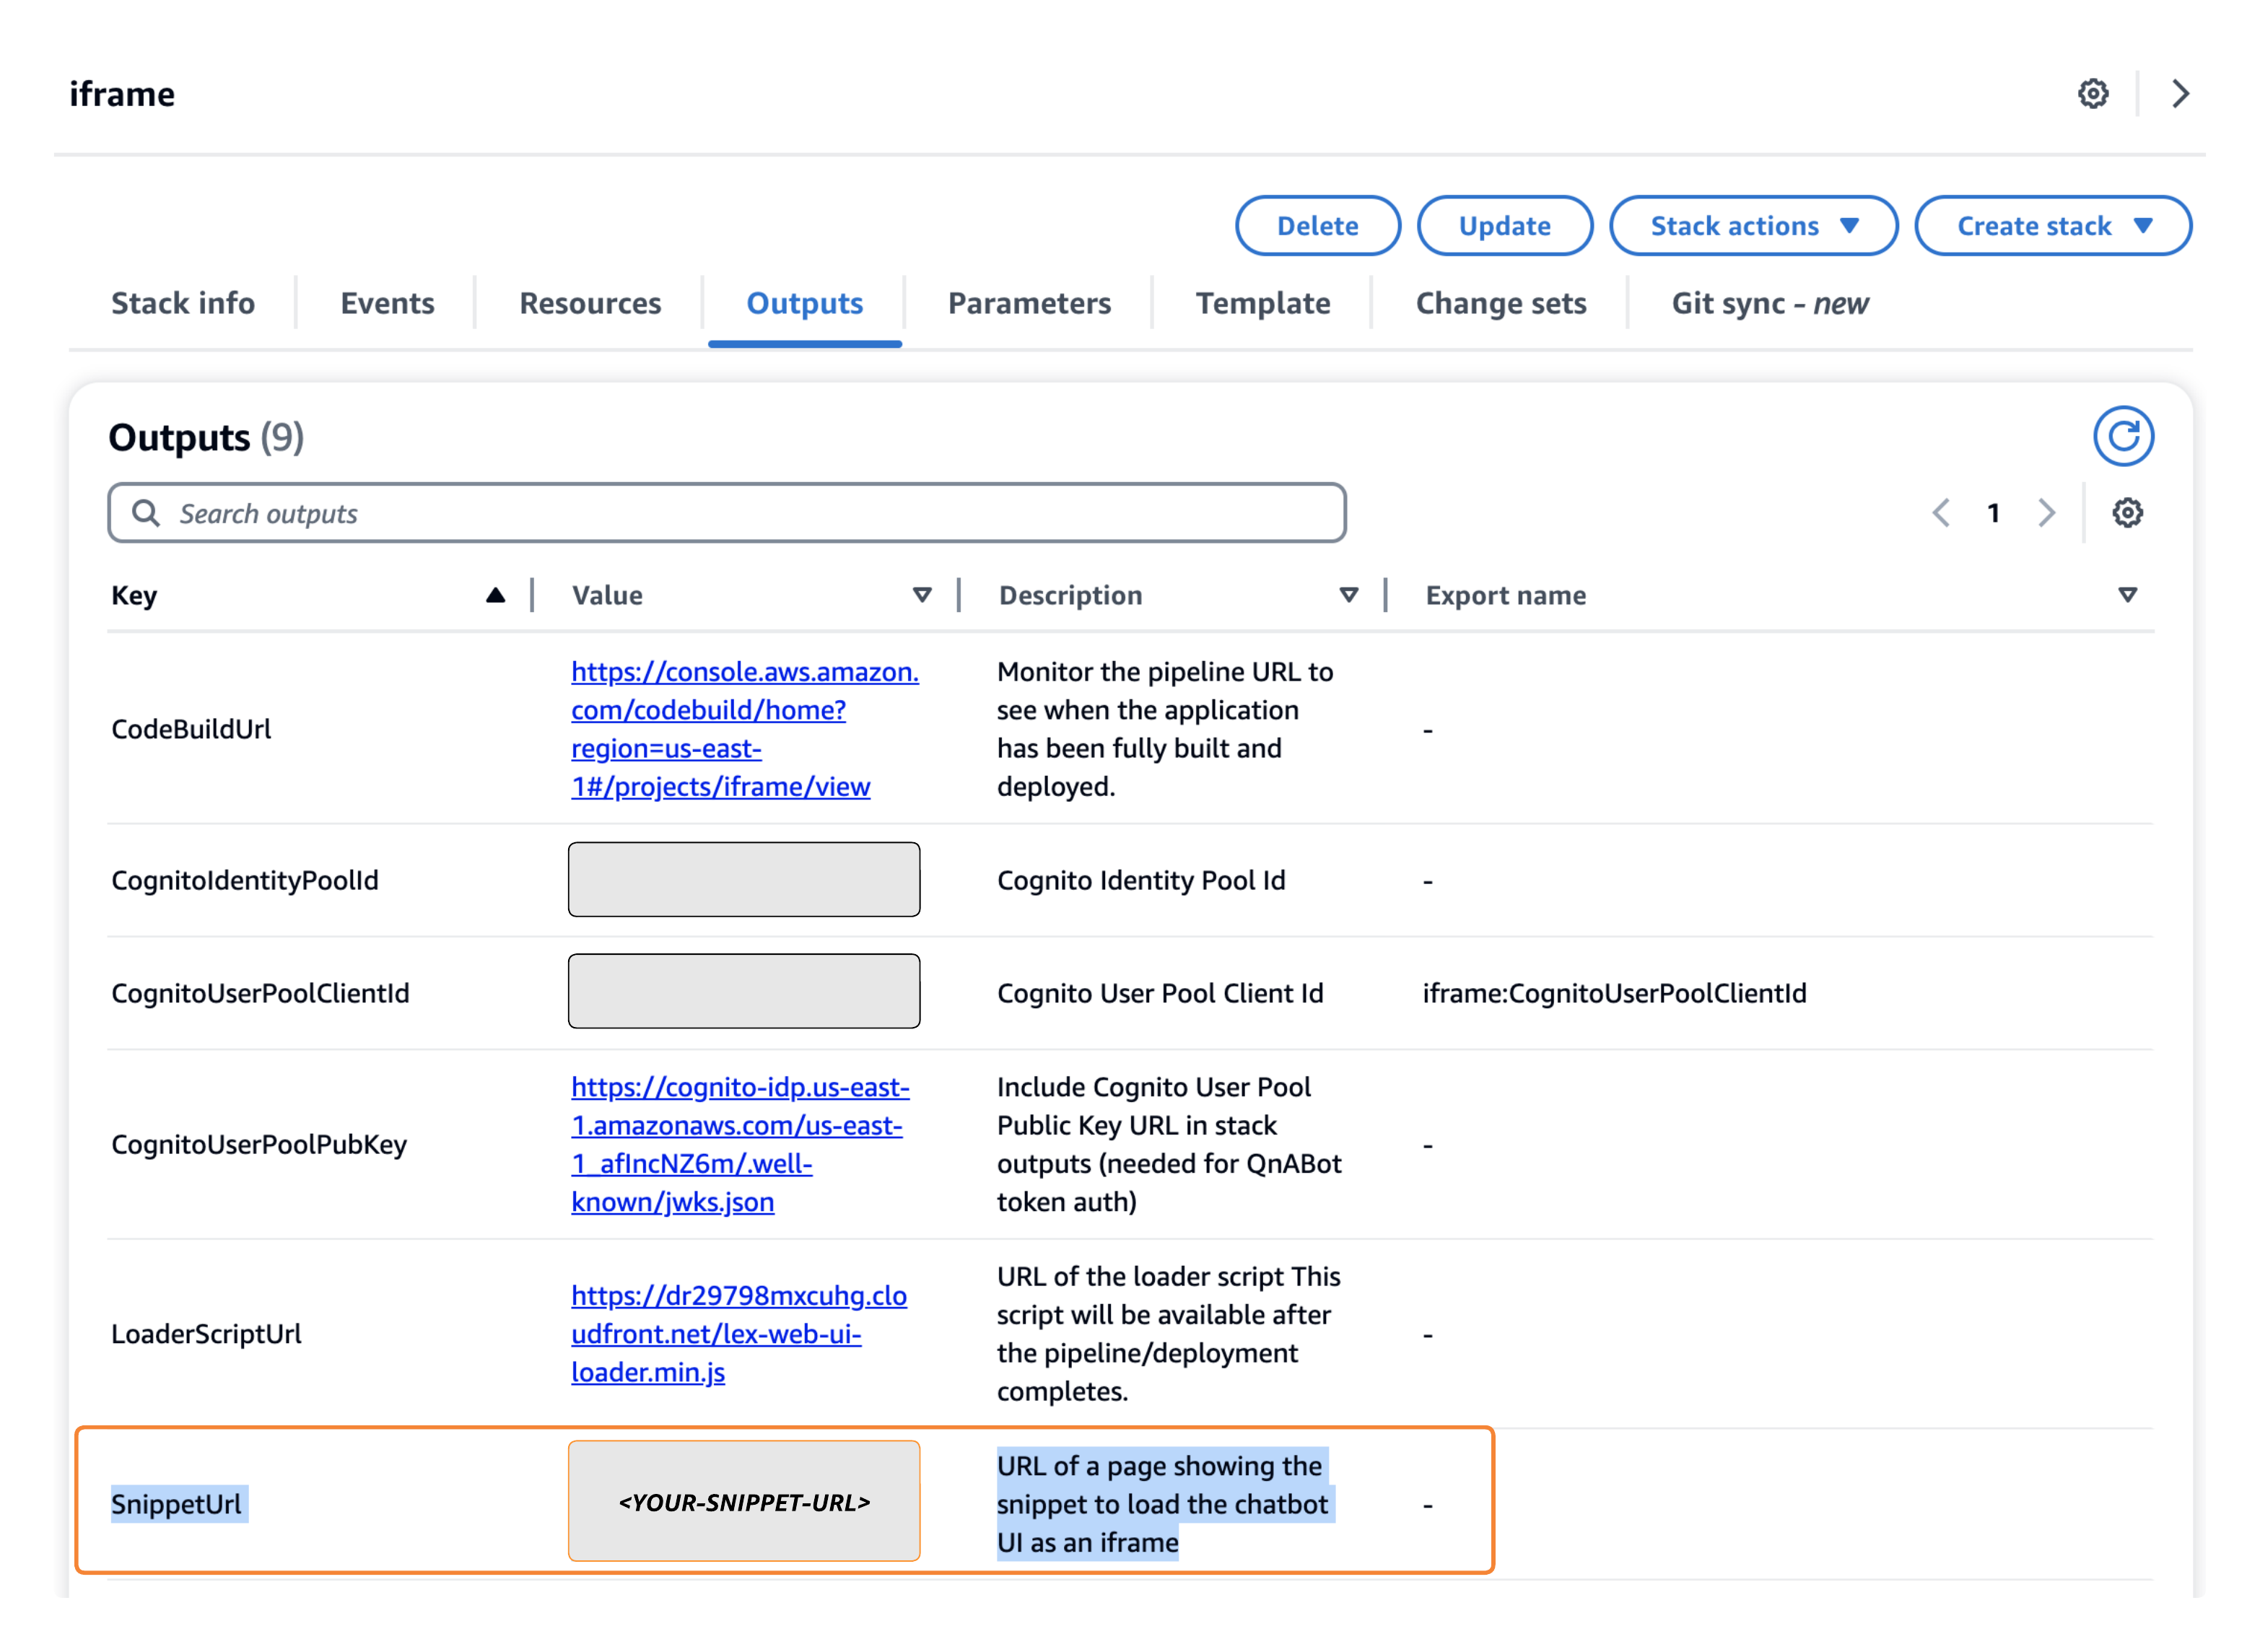 iframe
Delete
Update
Stack actions
Create stack
Stack info
Events
Resources
Outputs
Parameters
Template
Change sets
Git sync - new
Outputs (9)
Search outputs
1
Key
Value
Description
Export name
CodeBuildUrl
https://console.aws.amazon.
com/codebuild/home?
region=us-east-
1#/projects/iframe/view
Monitor the pipeline URL to
see when the application
has been fully built and
deployed.
-
CognitoIdentityPoolId
Cognito Identity Pool Id
-
CognitoUserPoolClientId
Cognito User Pool Client Id
iframe:CognitoUserPoolClientId
CognitoUserPoolPubKey
https://cognito-idp.us-east-
1.amazonaws.com/us-east-
1_afIncNZ6m/.well-
known/jwks.json
Include Cognito User Pool
Public Key URL in stack
outputs (needed for QnABot
token auth)
-
LoaderScriptUrl
https://dr29798mxcuhg.clo
udfront.net/lex-web-ui-
loader.min.js
URL of the loader script This
script will be available after
the pipeline/deployment
completes.
-
SnippetUrl
<YOUR-SNIPPET-URL>
URL of a page showing the
snippet to load the chatbot
UI as an iframe
-